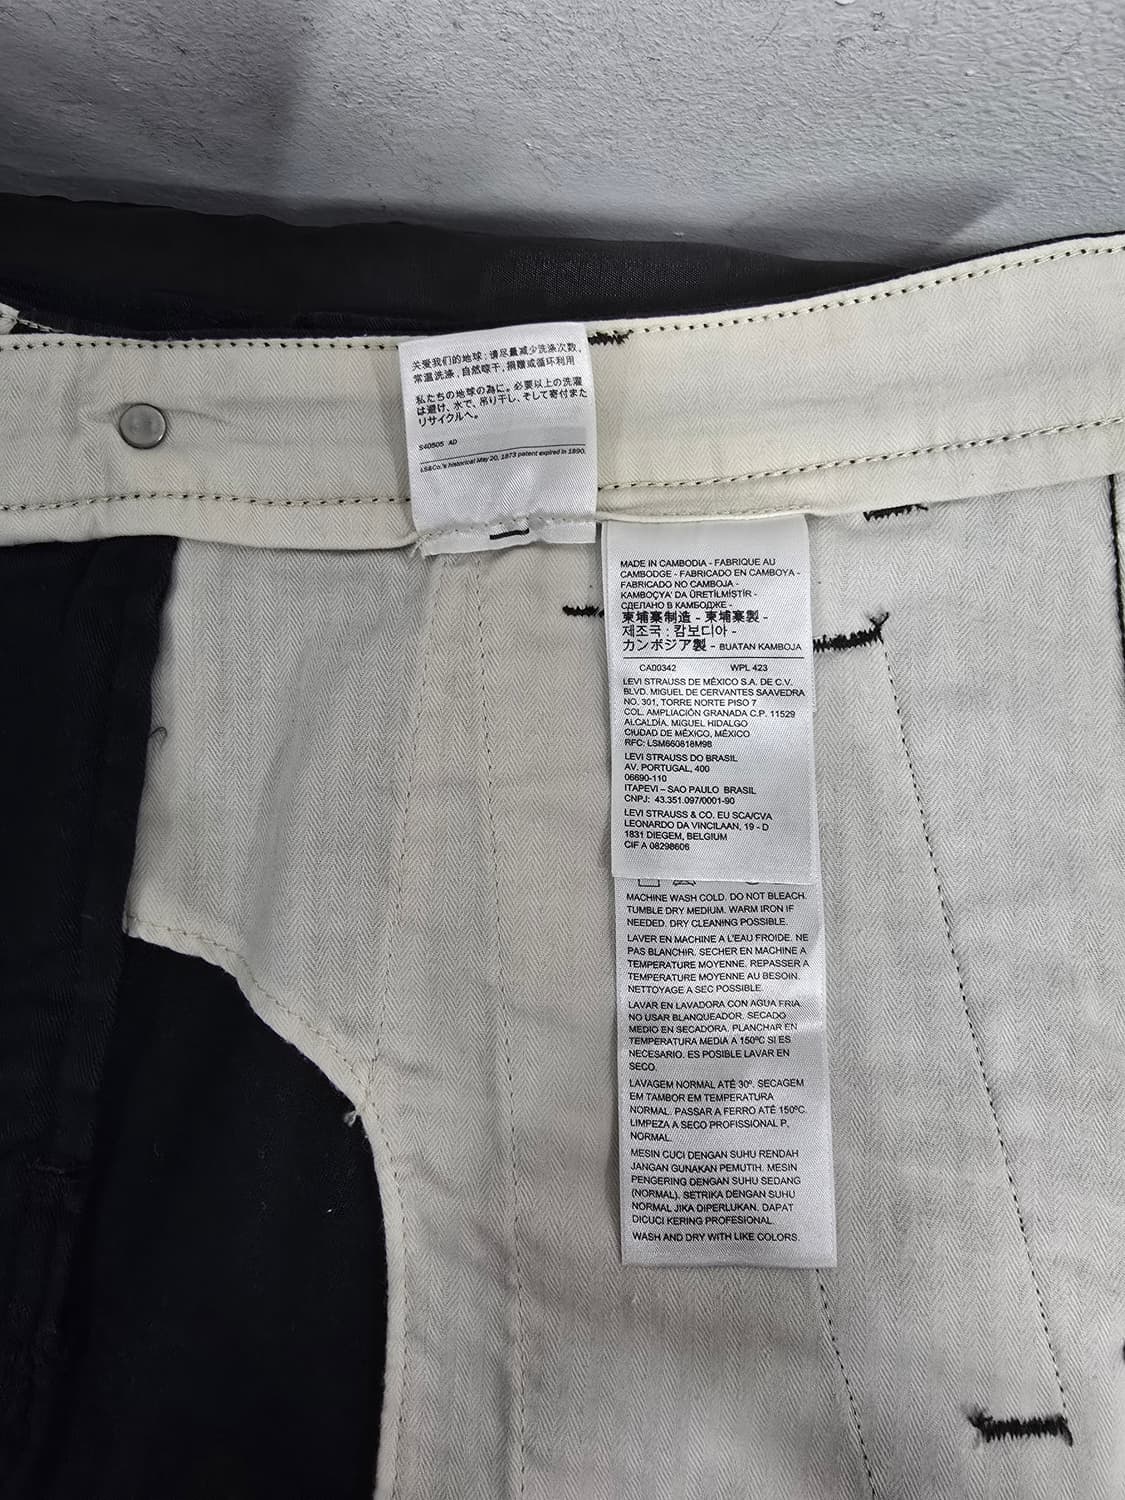 关爱我们的地球：请尽量减少洗涤次数，
常温洗涤，自然晾干，捐赠或循环利用
私たちの地球の為に。必要以上の洗濯
は避け、水で、吊り干し、そして寄付また
リサイクルへ。
S40505 AD
LS&Co.'s historical May 20, 1873 patent expired in 1890.
MADE IN CAMBODIA - FABRIQUE AU
CAMBODGE - FABRICADO EN CAMBOYA -
FABRICADO NO CAMBOJA -
KAMBOÇYA' DA ÜRETİLMİŞTİR -
СДЕЛАНО В КАМБОДЖЕ -
柬埔寨制造 - 柬埔寨製 -
제조국 : 캄보디아 -
カンボジア製 - BUATAN KAMBOJA
CAD0342 WPL 423
LEVI STRAUSS DE MÉXICO S.A. DE C.V.
BLVD. MIGUEL DE CERVANTES SAAVEDRA
NO. 301, TORRE NORTE PISO 7
COL. AMPLIACIÓN GRANADA C.P. 11529
ALCALDÍA. MIGUEL HIDALGO
CIUDAD DE MÉXICO, MÉXICO
RFC: LSM660818M98
LEVI STRAUSS DO BRASIL
AV. PORTUGAL, 400
06690-110
ITAPEVI – SAO PAULO BRASIL
CNPJ: 43.351.097/0001-90
LEVI STRAUSS & CO. EU SCA/CVA
LEONARDO DA VINCILAAN, 19 - D
1831 DIEGEM, BELGIUM
CIF A 08298606
MACHINE WASH COLD. DO NOT BLEACH.
TUMBLE DRY MEDIUM. WARM IRON IF
NEEDED. DRY CLEANING POSSIBLE.
LAVER EN MACHINE A L'EAU FROIDE. NE
PAS BLANCHIR. SECHER EN MACHINE A
TEMPERATURE MOYENNE. REPASSER A
TEMPERATURE MOYENNE AU BESOIN.
NETTOYAGE A SEC POSSIBLE.
LAVAR EN LAVADORA CON AGUA FRIA.
NO USAR BLANQUEADOR. SECADO
MEDIO EN SECADORA. PLANCHAR EN
TEMPERATURA MEDIA A 150ºC SI ES
NECESARIO. ES POSIBLE LAVAR EN
SECO.
LAVAGEM NORMAL ATÉ 30º. SECAGEM
EM TAMBOR EM TEMPERATURA
NORMAL. PASSAR A FERRO ATÉ 150ºC.
LIMPEZA A SECO PROFISSIONAL P,
NORMAL.
MESIN CUCI DENGAN SUHU RENDAH
JANGAN GUNAKAN PEMUTIH. MESIN
PENGERING DENGAN SUHU SEDANG
(NORMAL). SETRIKA DENGAN SUHU
NORMAL JIKA DIPERLUKAN. DAPAT
DICUCI KERING PROFESIONAL.
WASH AND DRY WITH LIKE COLORS.